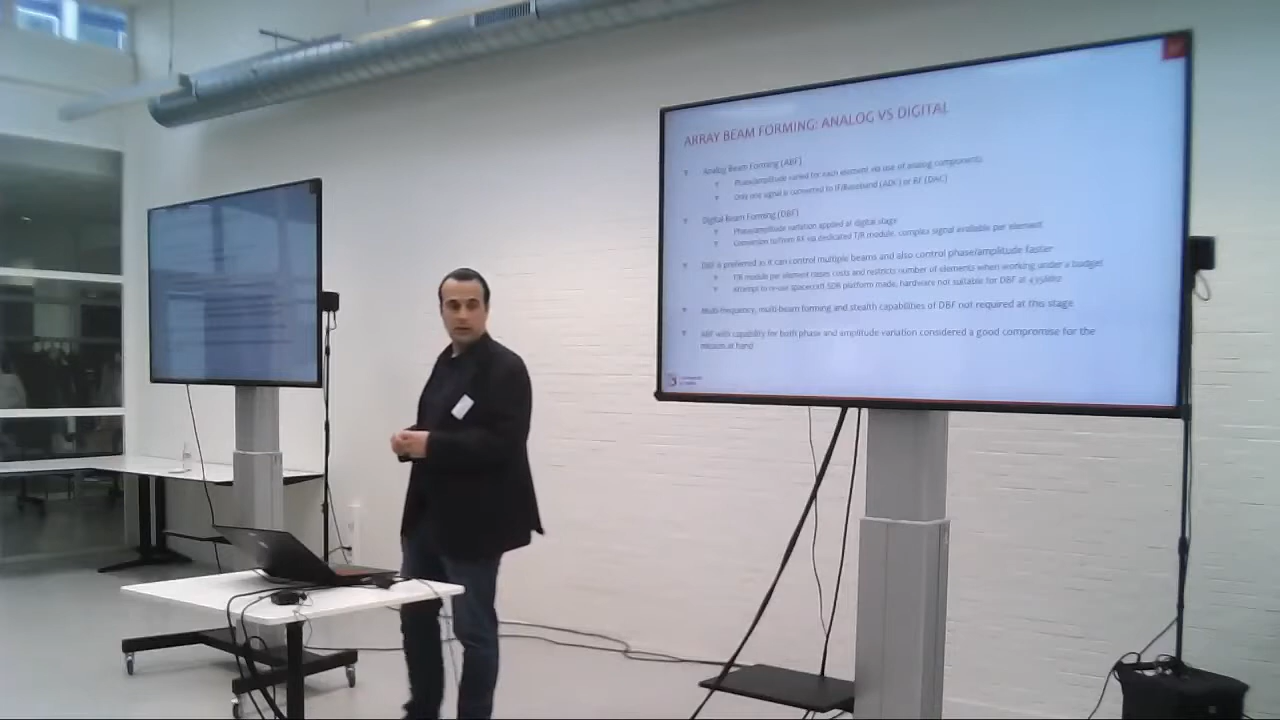 ARRAY BEAM FORMING: ANALOG VS DIGITAL
Analog Beam Forming (ABF)
Phase/amplitude varied for each element via use of analog components
Only one signal is converted to IF/Baseband (ADC) or RF (DAC)
Digital Beam Forming (DBF)
Phase/amplitude variation applied at digital stage
Conversion to/from RF via dedicated T/R module, complex signal available per element
DBF is preferred as it can control multiple beams and also control phase/amplitude faster
T/R module per element raises costs and restricts number of elements when working under a budget
Attempt to re-use spacecraft SDR platform made, hardware not suitable for DBF at
Multi-frequency, multi-beam forming and stealth capabilities of DBF not required at this stage
ABF with capability for both phase and amplitude variation considered a good compromise for the
mission at hand